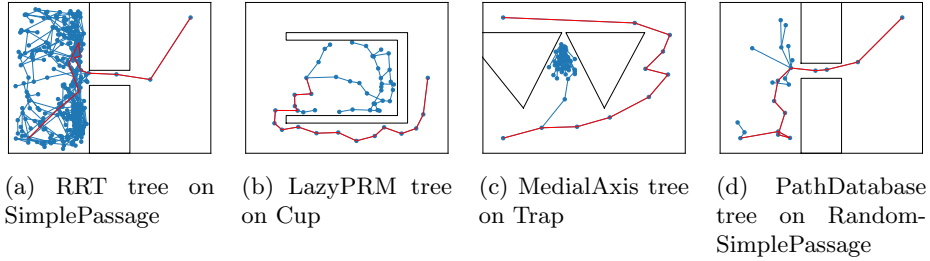 (a) RRT tree on
SimplePassage
(b) LazyPRM tree
on Cup
(c) MedialAxis tree
on Trap
(d) PathDatabase
tree on Random-
SimplePassage